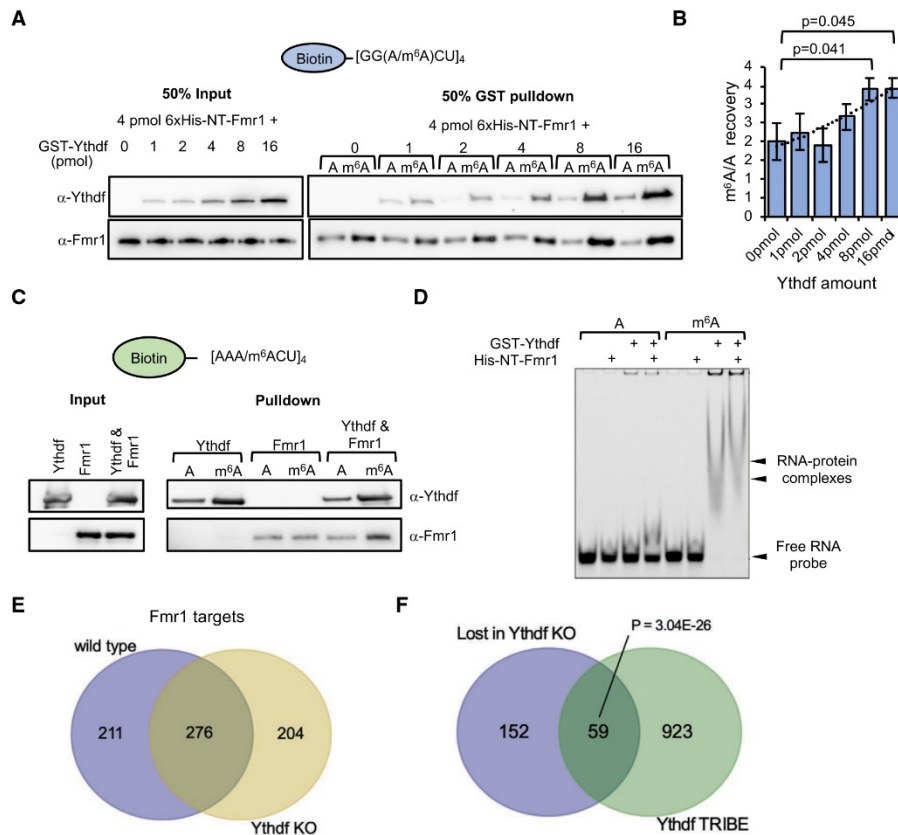 A
Biotin
[GG(A/m⁶A)CU]₄
50% Input
4 pmol 6xHis-NT-Fmr1 +
GST-Ythdf (pmol) 0 1 2 4 8 16
50% GST pulldown
4 pmol 6xHis-NT-Fmr1 +
0 1 2 4 8 16
A m⁶A A m⁶A A m⁶A A m⁶A A m⁶A A m⁶A
α-Ythdf
α-Fmr1
B
p=0.045
p=0.041
m⁶A/A recovery
4
4
3
3
2
2
1
1
0
0pmol 1pmol 2pmol 4pmol 8pmol 16pmol
Ythdf amount
C
Biotin
[AAA/m⁶ACU]₄
Input
Ythdf
Fmr1
Ythdf & Fmr1
Pulldown
Ythdf Fmr1 Ythdf & Fmr1
A m⁶A A m⁶A A m⁶A
α-Ythdf
α-Fmr1
D
A m⁶A
GST-Ythdf + + + +
His-NT-Fmr1 + + + +
RNA-protein
complexes
Free RNA
probe
E
Fmr1 targets
wild type
211 276 204
Ythdf KO
F
P = 3.04E-26
Lost in Ythdf KO
152 59 923
Ythdf TRIBE